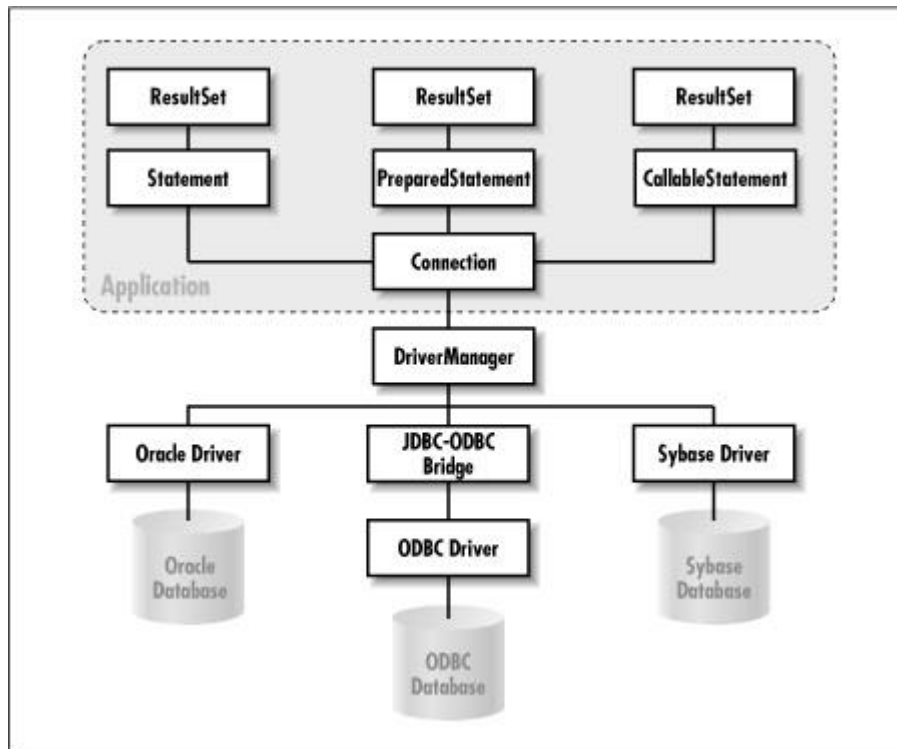 ResultSet
ResultSet
ResultSet
Statement
PreparedStatement
CallableStatement
Connection
Application
DriverManager
Oracle Driver
JDBC-ODBC
Bridge
Sybase Driver
Oracle
Database
ODBC Driver
Sybase
Database
ODBC
Database